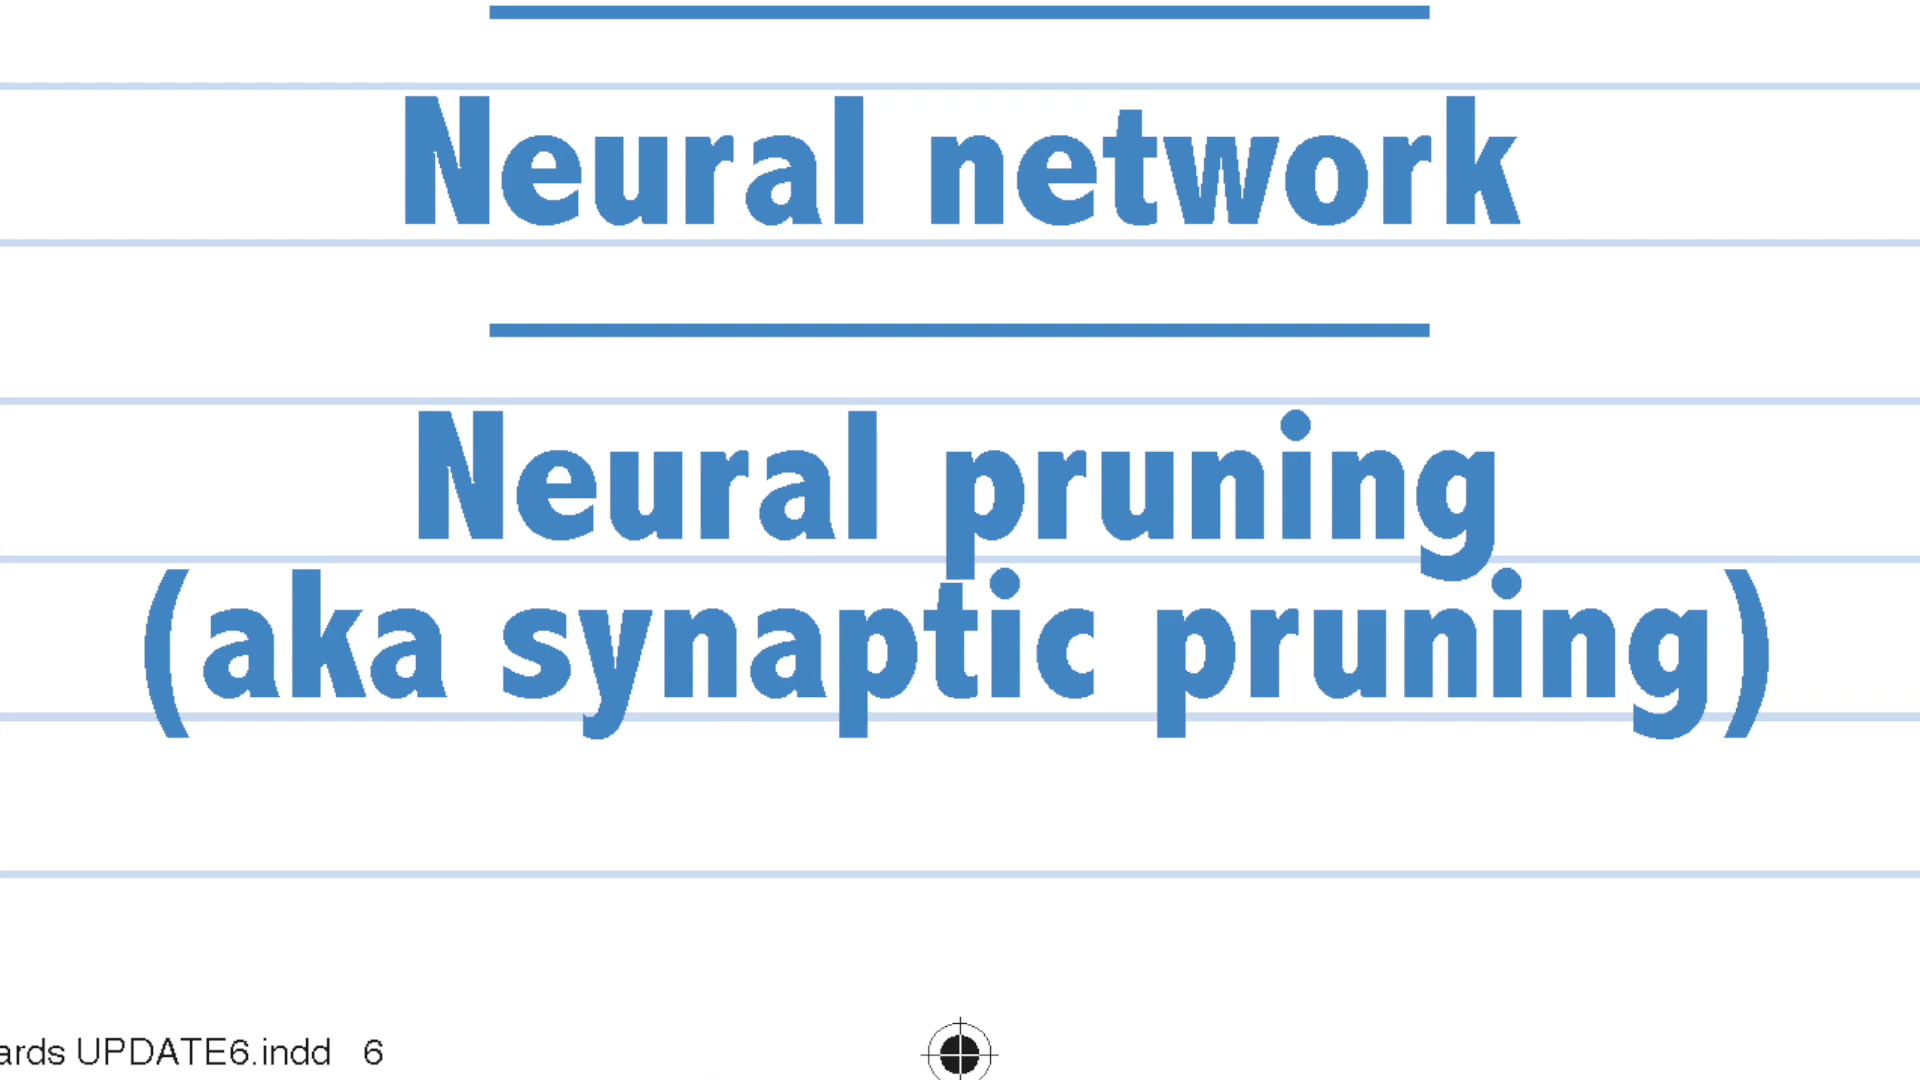 Neural network
Neural pruning
(aka synaptic pruning)
ards UPDATE6.indd 6